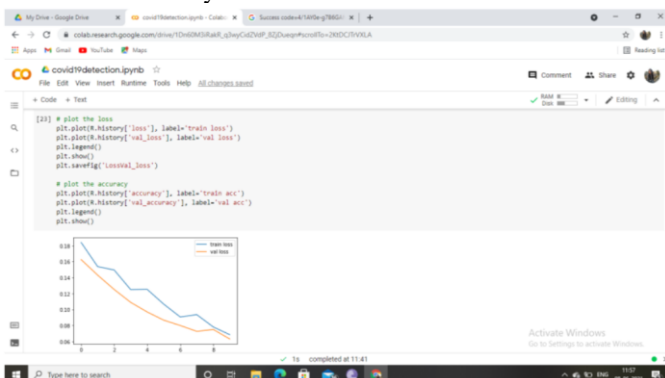 My Drive - Google Drive
covid19detection.ipynb - Colabo
colab.research.google.com/drive/
Apps Gmail YouTube Maps
Reading list
covid19detection.ipynb
File Edit View Insert Runtime Tools Help All changes saved
Comment Share
+ Code + Text
RAM
Disk
Editing
[23] # plot the loss
plt.plot(R.history['loss'], label='train loss')
plt.plot(R.history['val_loss'], label='val loss')
plt.legend()
plt.show()
plt.savefig('LossVal_loss')
# plot the accuracy
plt.plot(R.history['accuracy'], label='train acc')
plt.plot(R.history['val_accuracy'], label='val acc')
plt.legend()
plt.show()
train loss
val loss
0.18
0.16
0.14
0.12
0.10
0.08
0.06
0 2 4 6 8
Activate Windows
Go to Settings to activate Windows.
1s completed at 11:41
Type here to search
ENG
11:57